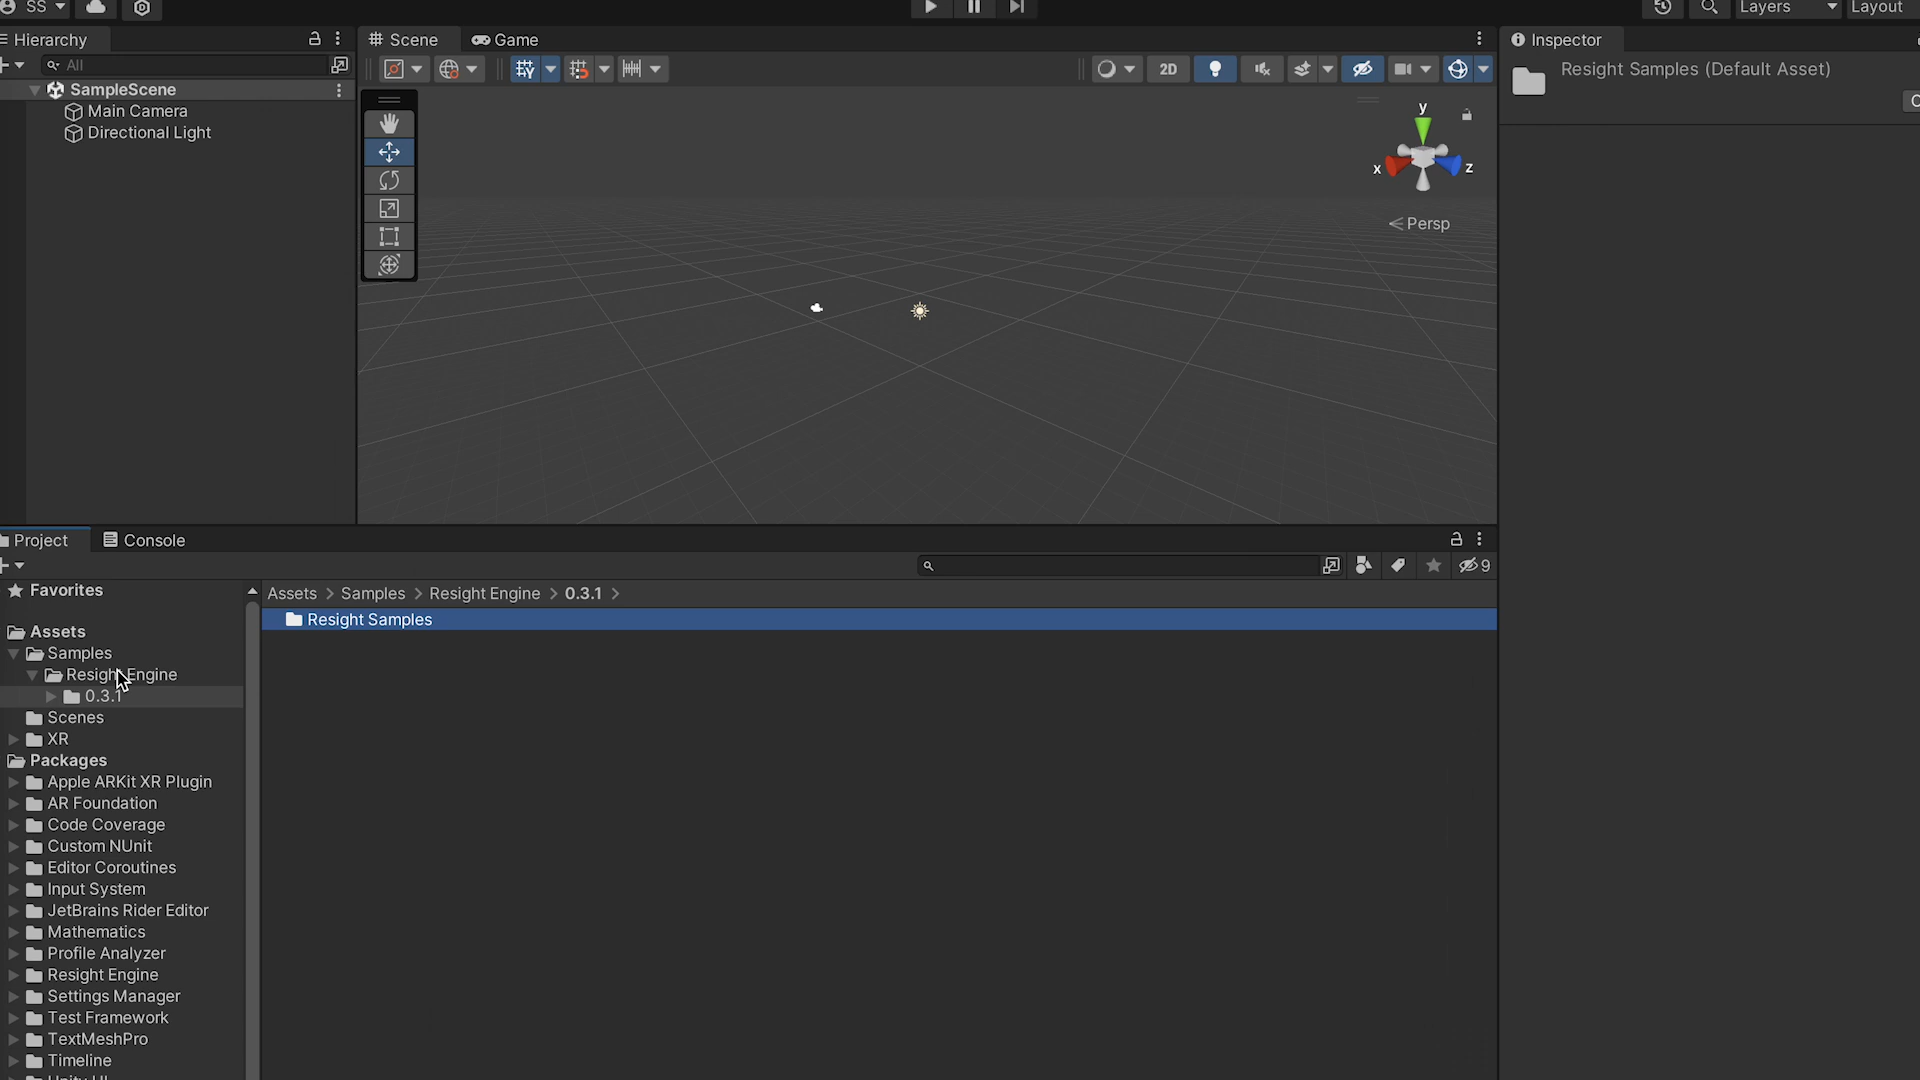 SS
Layers
Layout
Hierarchy
Scene
Game
Inspector
All
2D
Resight Samples (Default Asset)
SampleScene
Main Camera
Directional Light
y
x
z
Persp
Project
Console
9
Favorites
Assets > Samples > Resight Engine > 0.3.1 >
Resight Samples
Assets
Samples
Resight Engine
0.3.1
Scenes
XR
Packages
Apple ARKit XR Plugin
AR Foundation
Code Coverage
Custom NUnit
Editor Coroutines
Input System
JetBrains Rider Editor
Mathematics
Profile Analyzer
Resight Engine
Settings Manager
Test Framework
TextMeshPro
Timeline